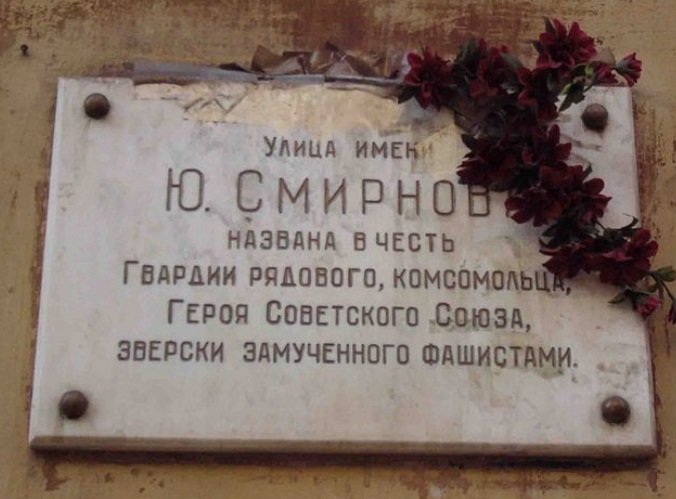 Улица имени
Ю. Смирнов
названа в честь
Гвардии рядового, комсомольца,
Героя Советского Союза,
зверски замученного фашистами.